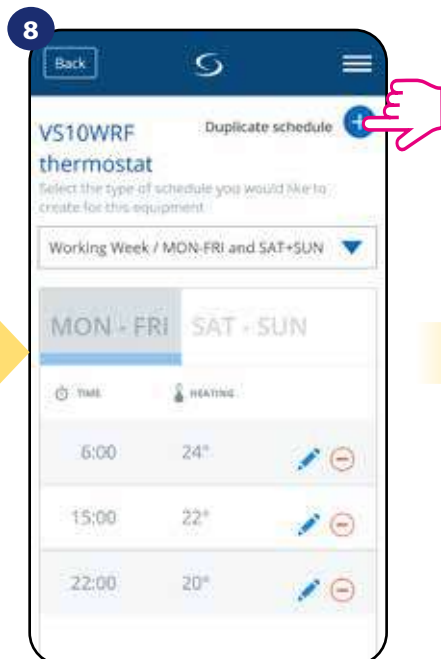 8
Back
VS10WRF
thermostat
Duplicate schedule
Select the type of schedule you would like to
create for this equipment
Working Week / MON-FRI and SAT+SUN
MON - FRI SAT - SUN
TIME HEATING
6:00 24°
15:00 22°
22:00 20°